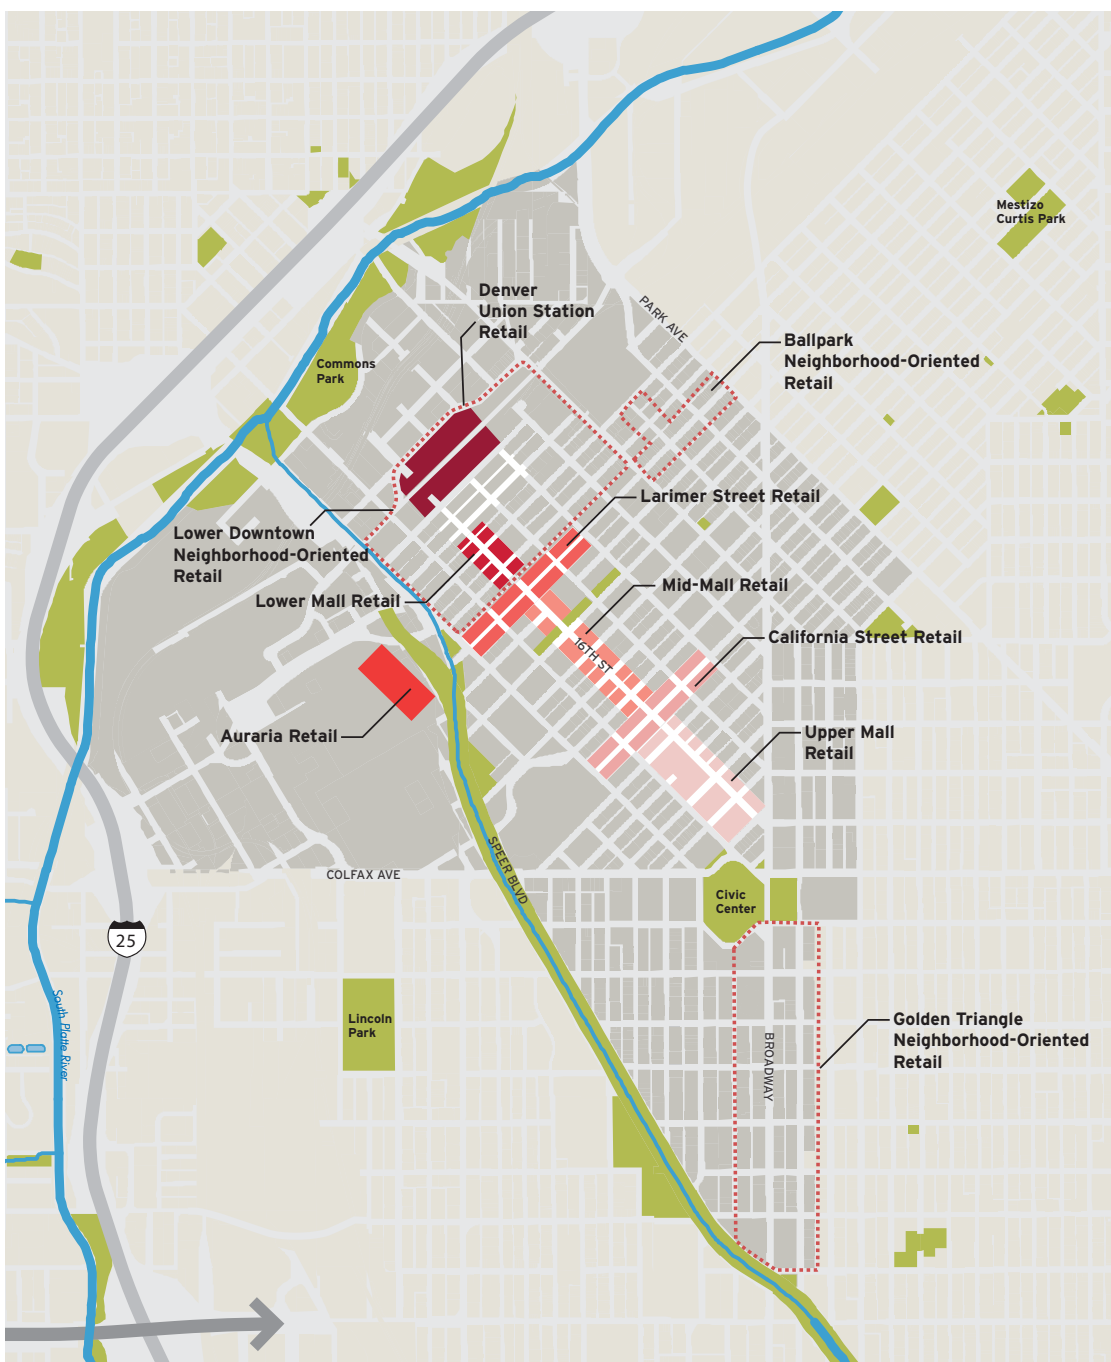 Mestizo
Curtis Park
Denver
Union Station
Retail
PARK AVE
Ballpark
Neighborhood-Oriented
Retail
Commons
Park
Larimer Street Retail
Lower Downtown
Neighborhood-Oriented
Retail
Mid-Mall Retail
Lower Mall Retail
California Street Retail
16TH ST
Auraria Retail
Upper Mall
Retail
SPEER BLVD
COLFAX AVE
Civic
Center
25
South Platte River
Lincoln
Park
Golden Triangle
Neighborhood-Oriented
Retail
BROADWAY